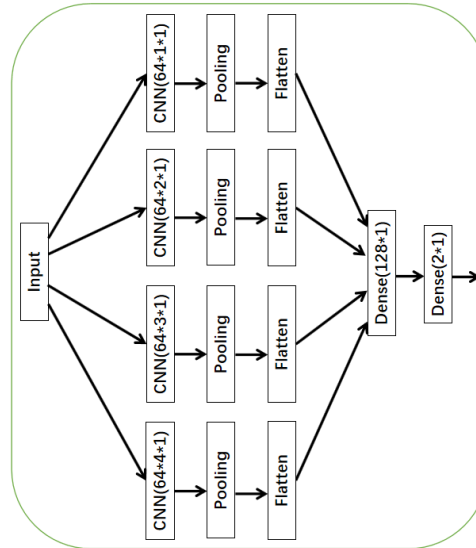 Input
CNN(64*1*1)
Pooling
Flatten
CNN(64*2*1)
Pooling
Flatten
CNN(64*3*1)
Pooling
Flatten
CNN(64*4*1)
Pooling
Flatten
Dense(128*1)
Dense(2*1)